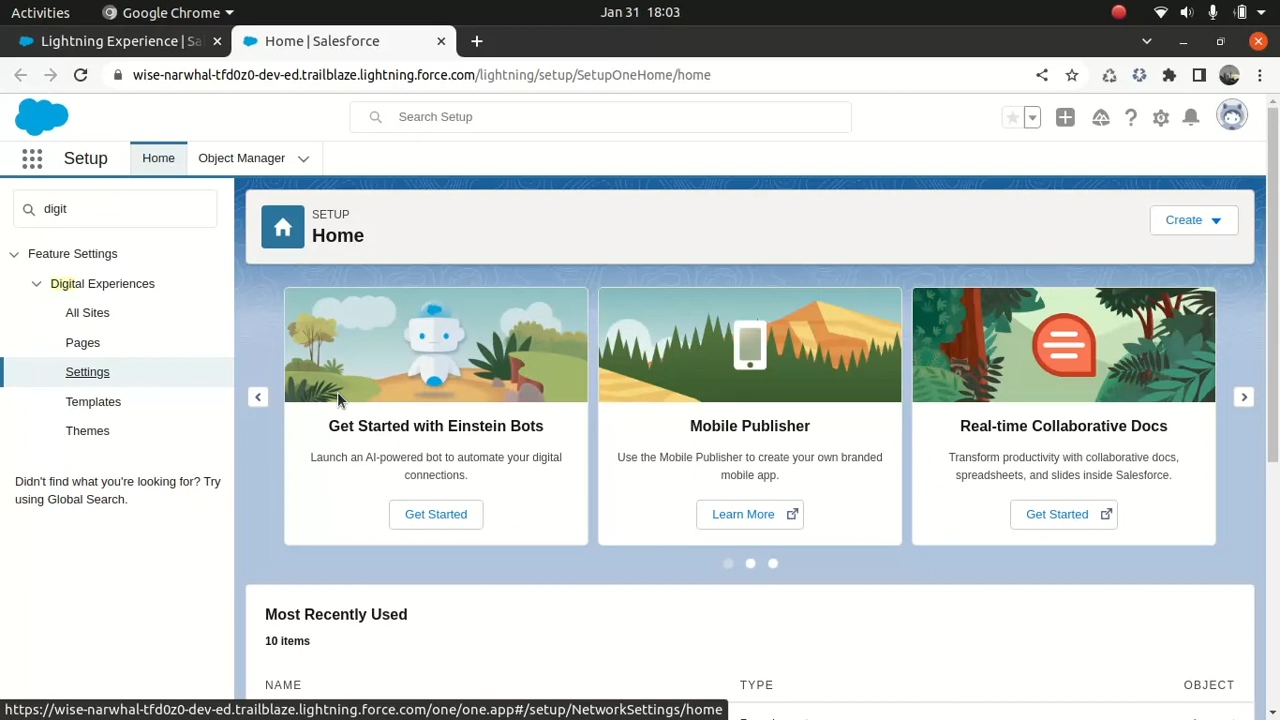 Activities Google Chrome Jan 31 18:03
Lightning Experience | Sa Home | Salesforce
wise-narwhal-tfd0z0-dev-ed.trailblaze.lightning.force.com/lightning/setup/SetupOneHome/home
Search Setup
Setup Home Object Manager
digit
Feature Settings
Digital Experiences
All Sites
Pages
Settings
Templates
Themes
Didn't find what you're looking for? Try
using Global Search.
SETUP
Home
Create
Get Started with Einstein Bots
Launch an AI-powered bot to automate your digital
connections.
Get Started
Mobile Publisher
Use the Mobile Publisher to create your own branded
mobile app.
Learn More
Real-time Collaborative Docs
Transform productivity with collaborative docs,
spreadsheets, and slides inside Salesforce.
Get Started
Most Recently Used
10 items
NAME TYPE OBJECT
https://wise-narwhal-tfd0z0-dev-ed.trailblaze.lightning.force.com/one/one.app#/setup/NetworkSettings/home